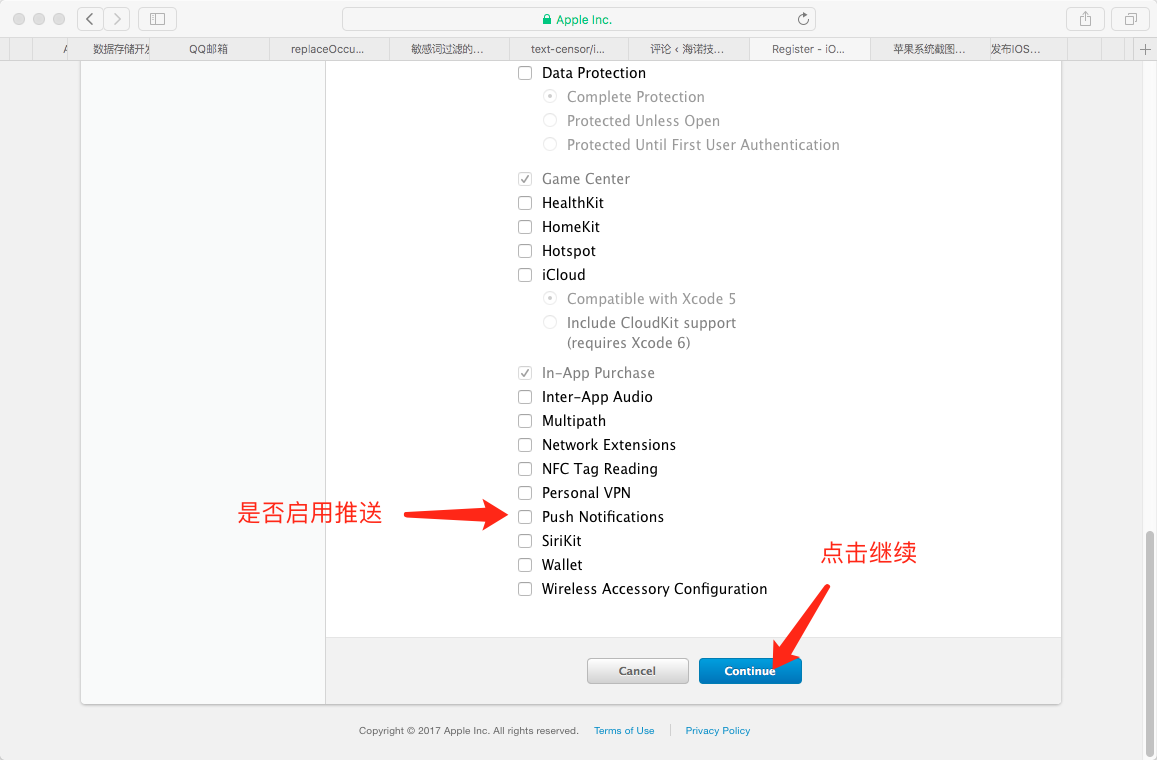 Apple Inc.
数据存储开发
QQ邮箱
replaceOccu...
敏感词过滤的...
text-censor/i...
评论 ‹ 海诺技...
Register - iO...
苹果系统截图...
发布IOS...
Data Protection
Complete Protection
Protected Unless Open
Protected Until First User Authentication
Game Center
HealthKit
HomeKit
Hotspot
iCloud
Compatible with Xcode 5
Include CloudKit support
(requires Xcode 6)
In-App Purchase
Inter-App Audio
Multipath
Network Extensions
NFC Tag Reading
Personal VPN
是否启用推送
Push Notifications
SiriKit
点击继续
Wallet
Wireless Accessory Configuration
Cancel
Continue
Copyright © 2017 Apple Inc. All rights reserved.
Terms of Use
Privacy Policy